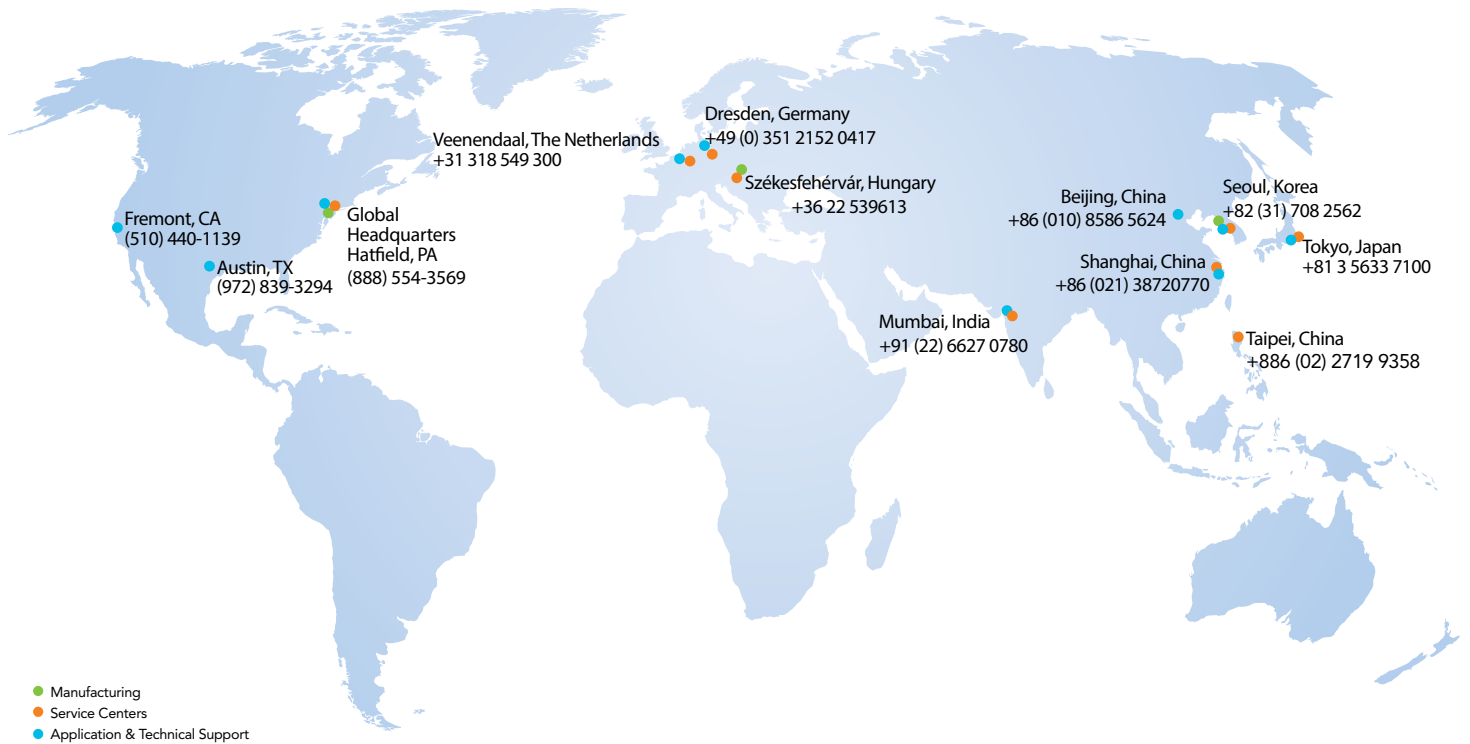 Dresden, Germany
+49 (0) 351 2152 0417
Veenendaal, The Netherlands
+31 318 549 300
Székesfehérvár, Hungary
+36 22 539613
Beijing, China
+86 (010) 8586 5624
Seoul, Korea
+82 (31) 708 2562
Fremont, CA
(510) 440-1139
Global
Headquarters
Hatfield, PA
(888) 554-3569
Austin, TX
(972) 839-3294
Tokyo, Japan
+81 3 5633 7100
Shanghai, China
+86 (021) 38720770
Mumbai, India
+91 (22) 6627 0780
Taipei, China
+886 (02) 2719 9358
Manufacturing
Service Centers
Application & Technical Support